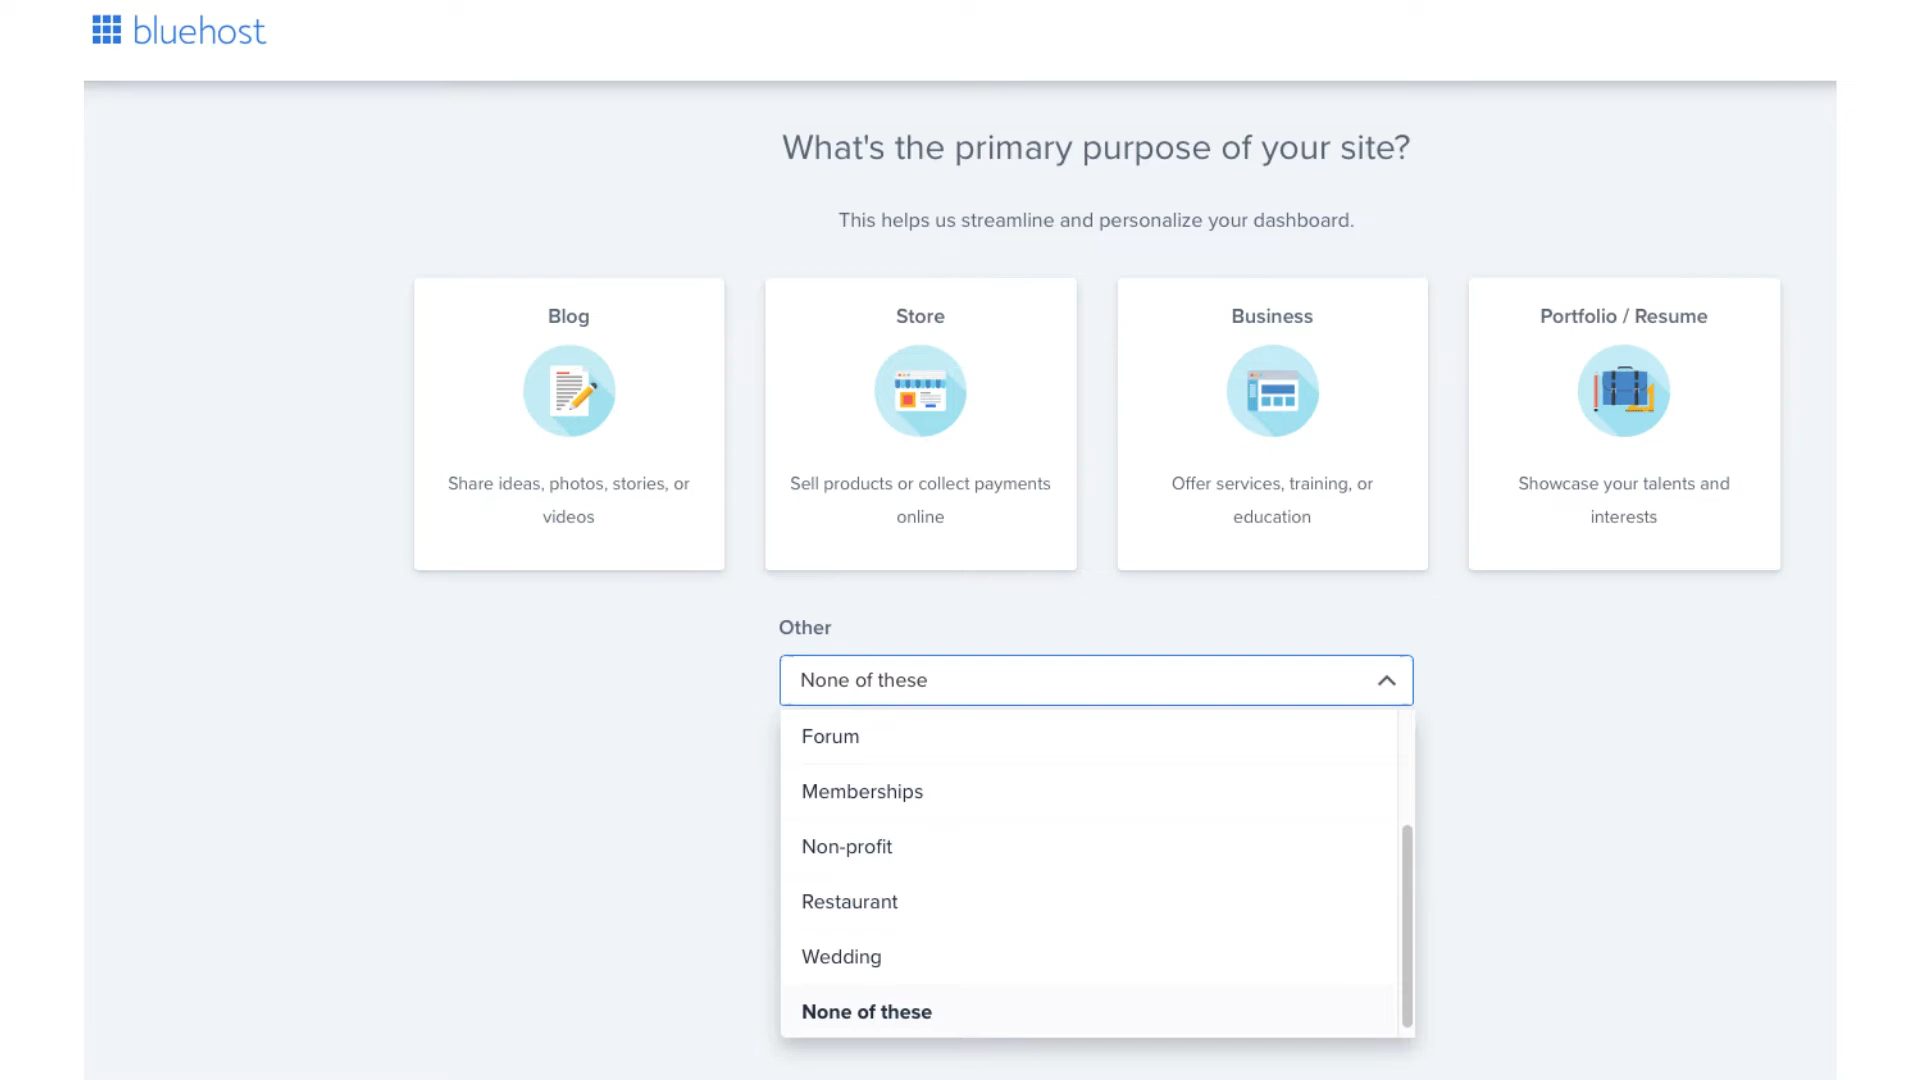 bluehost
What's the primary purpose of your site?
This helps us streamline and personalize your dashboard.
Blog
Share ideas, photos, stories, or
videos
Store
Sell products or collect payments
online
Business
Offer services, training, or
education
Portfolio / Resume
Showcase your talents and
interests
Other
None of these
Forum
Memberships
Non-profit
Restaurant
Wedding
None of these